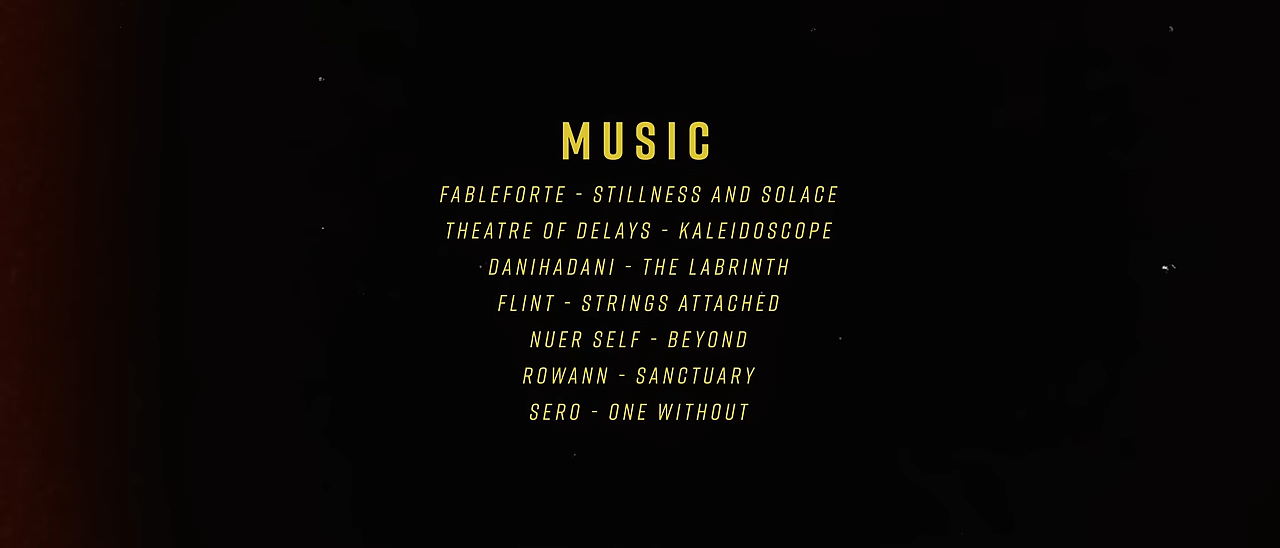 MUSIC
FABLEFORTE - STILLNESS AND SOLACE
THEATRE OF DELAYS - KALEIDOSCOPE
DANIHADANI - THE LABRINTH
FLINT - STRINGS ATTACHED
NUER SELF - BEYOND
ROWANN - SANCTUARY
SERO - ONE WITHOUT